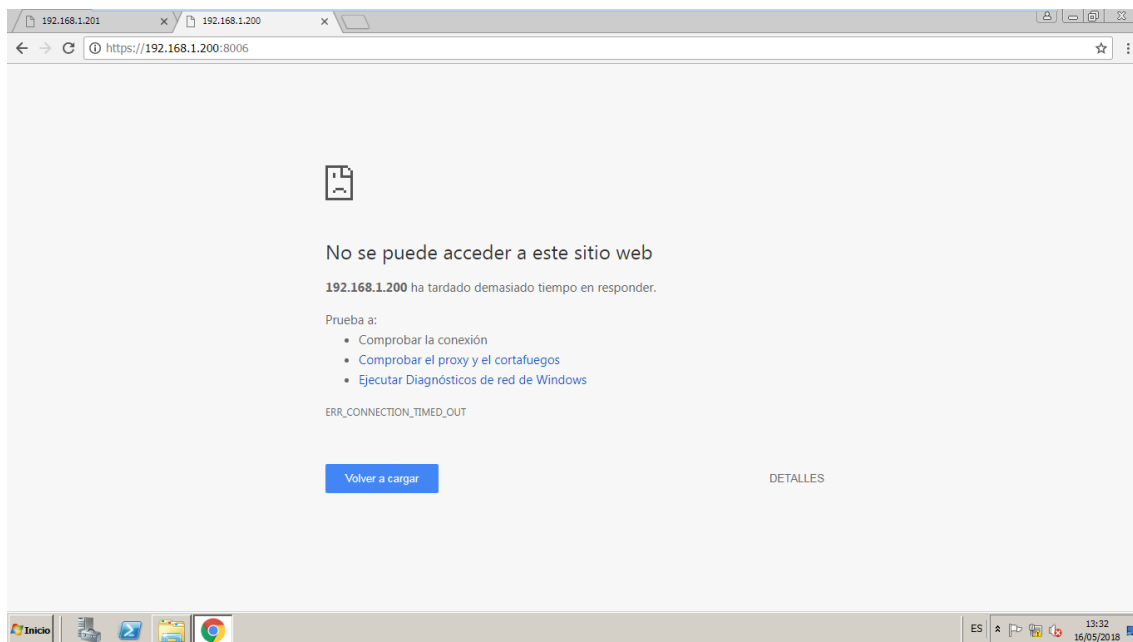 192.168.1.201
192.168.1.200
https://192.168.1.200:8006
No se puede acceder a este sitio web
192.168.1.200 ha tardado demasiado tiempo en responder.
Prueba a:
• Comprobar la conexión
• Comprobar el proxy y el cortafuegos
• Ejecutar Diagnósticos de red de Windows
ERR_CONNECTION_TIMED_OUT
Volver a cargar
DETALLES
Inicio
ES
13:32
16/05/2018